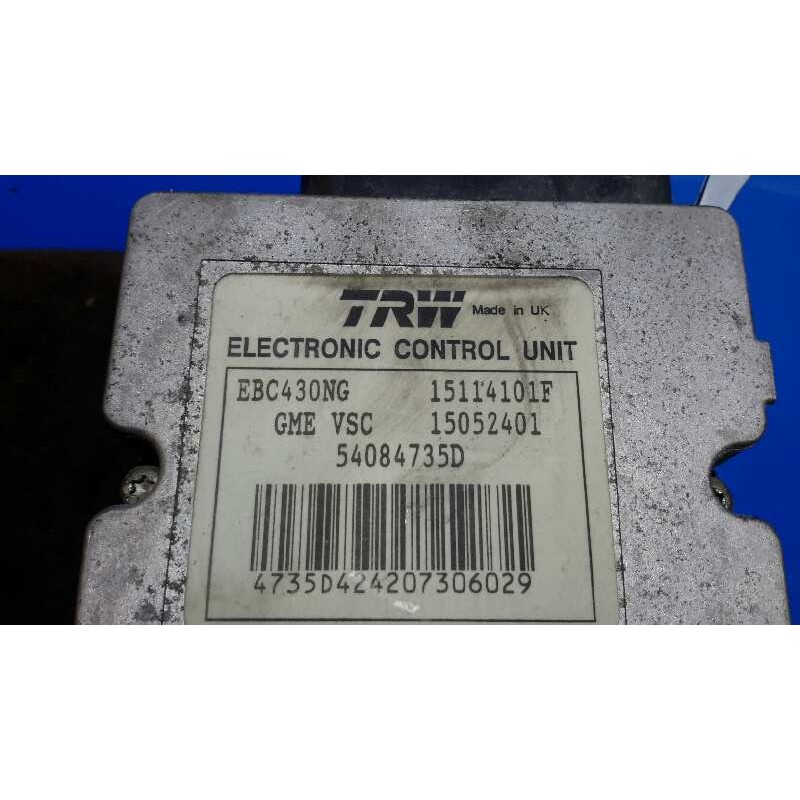 TRW Made in UK
ELECTRONIC CONTROL UNIT
EBC430NG 15114101F
GME VSC 15052401
54084735D
4735D424207306029